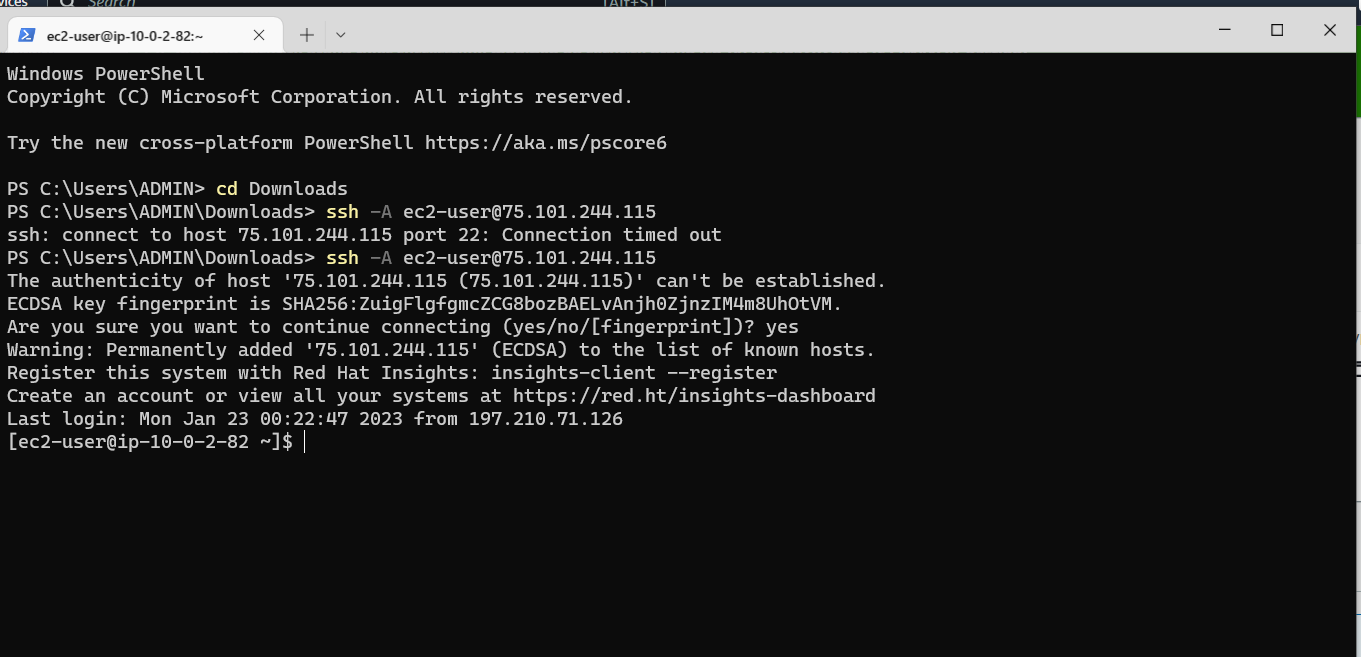 Search
ec2-user@ip-10-0-2-82:~
Windows PowerShell
Copyright (C) Microsoft Corporation. All rights reserved.
Try the new cross-platform PowerShell https://aka.ms/pscore6
PS C:\Users\ADMIN> cd Downloads
PS C:\Users\ADMIN\Downloads> ssh -A ec2-user@75.101.244.115
ssh: connect to host 75.101.244.115 port 22: Connection timed out
PS C:\Users\ADMIN\Downloads> ssh -A ec2-user@75.101.244.115
The authenticity of host '75.101.244.115 (75.101.244.115)' can't be established.
ECDSA key fingerprint is SHA256:ZuigFlgfgmcZCG8bozBAELvAnjh0ZjnzIM4m8UhOtVM.
Are you sure you want to continue connecting (yes/no/[fingerprint])? yes
Warning: Permanently added '75.101.244.115' (ECDSA) to the list of known hosts.
Register this system with Red Hat Insights: insights-client --register
Create an account or view all your systems at https://red.ht/insights-dashboard
Last login: Mon Jan 23 00:22:47 2023 from 197.210.71.126
[ec2-user@ip-10-0-2-82 ~]$